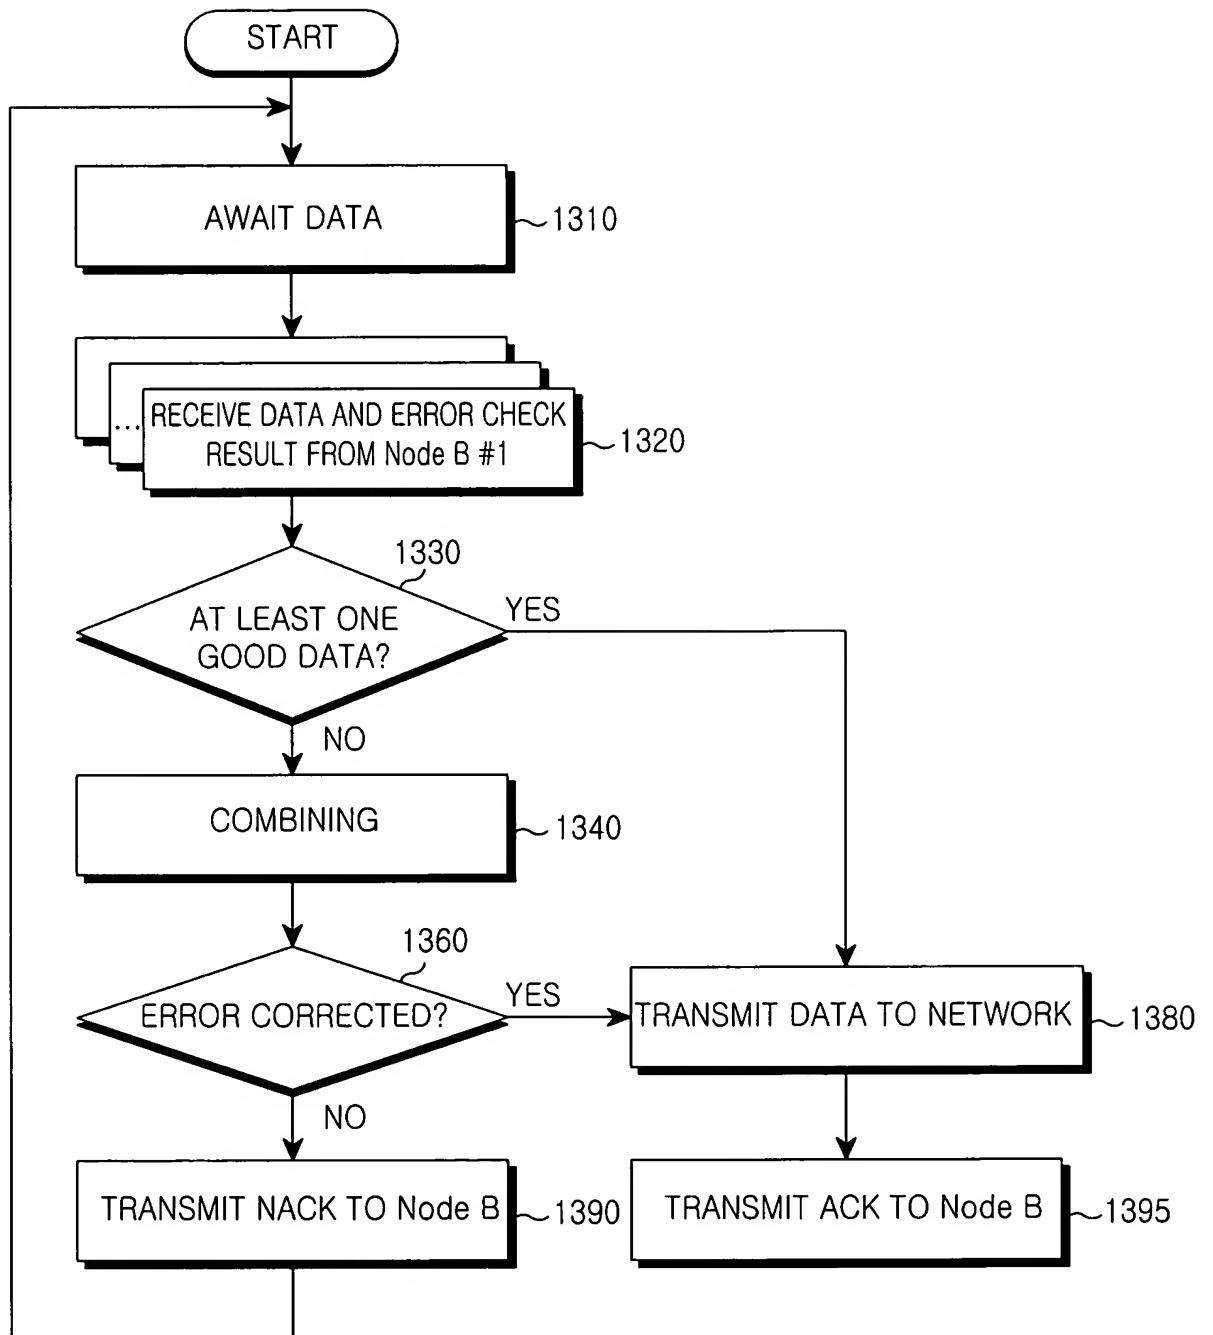 START
AWAIT DATA
1310
... RECEIVE DATA AND ERROR CHECK
RESULT FROM Node B #1
1320
1330
AT LEAST ONE
GOOD DATA?
YES
NO
COMBINING
1340
1360
ERROR CORRECTED?
YES
TRANSMIT DATA TO NETWORK
1380
NO
TRANSMIT NACK TO Node B
1390
TRANSMIT ACK TO Node B
1395